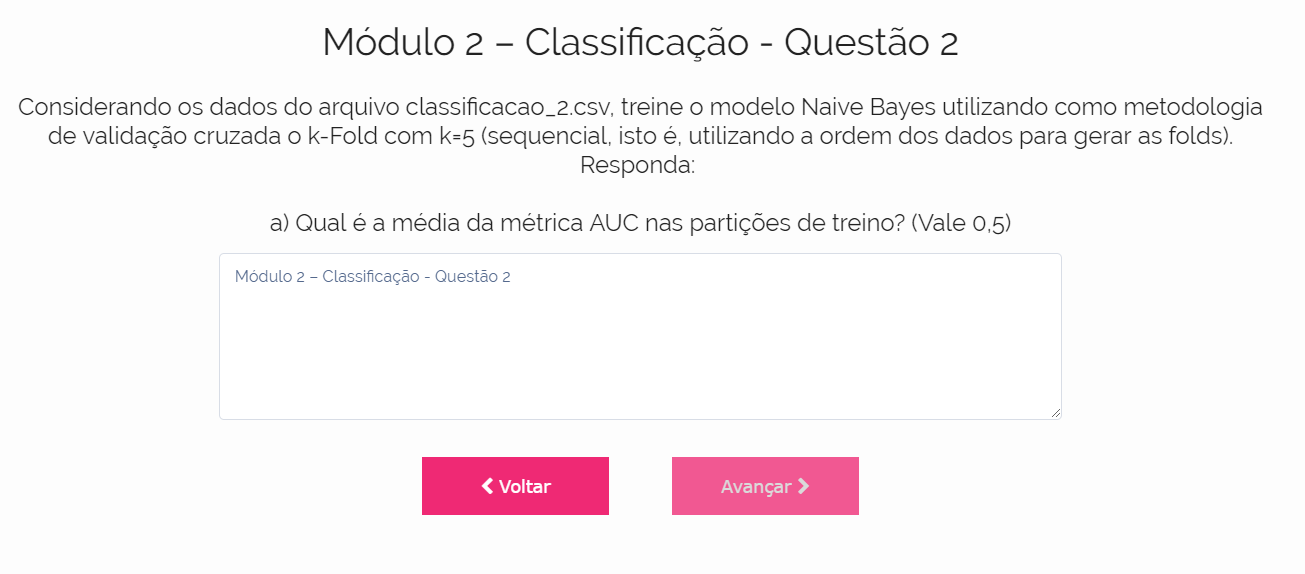 Módulo 2 – Classificação - Questão 2
Considerando os dados do arquivo classificacao_2.csv, treine o modelo Naive Bayes utilizando como metodologia
de validação cruzada o k-Fold com k=5 (sequencial, isto é, utilizando a ordem dos dados para gerar as folds).
Responda:
a) Qual é a média da métrica AUC nas partições de treino? (Vale 0,5)
Módulo 2 – Classificação - Questão 2
Voltar
Avançar